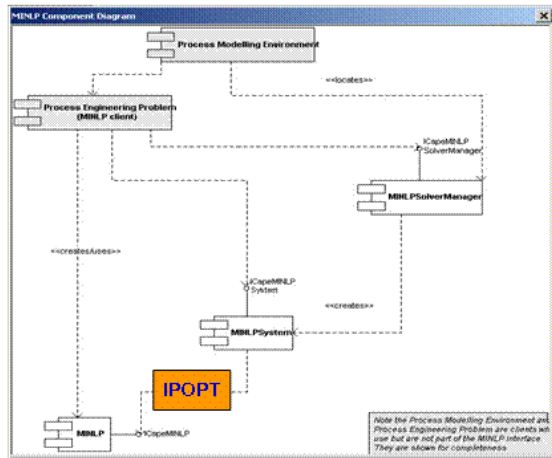 MINLP Component Diagram
Process Modelling Environment
<<locates>>
Process Engineering Problem
(MINLP client)
ICapeMINLP
SolverManager
MINLPSolverManager
<<creates/uses>>
ICapeMINLP
System
<<creates>>
MINLPSystem
IPOPT
MINLP
ICapeMINLP
Note the Process Modelling Environment and
Process Engineering Problem are clients wh
use but are not part of the MINLP interface.
They are shown for completeness